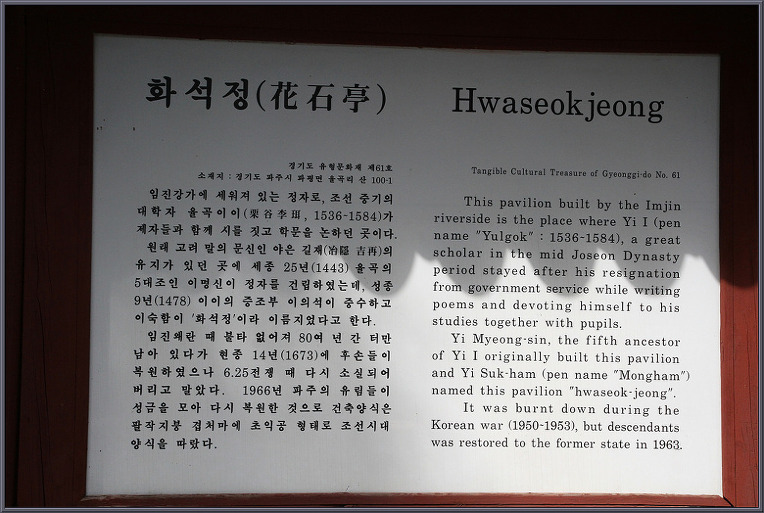 화석정(花石亭)
경기도 유형문화재 제61호
소재지 : 경기도 파주시 파평면 율곡리 산 100-1
임진강가에 세워져 있는 정자로, 조선 중기의
대학자 율곡이이(栗谷李珥, 1536-1584)가
제자들과 함께 시를 짓고 학문을 논하던 곳이다.
원래 고려 말의 문신인 야은 길재(冶隱 吉再)의
유지가 있던 곳에 세종 25년(1443) 율곡의
5대조인 이명신이 정자를 건립하였는데, 성종
9년(1478) 이이의 증조부 이의석이 중수하고
이숙함이 '화석정'이라 이름지었다고 한다.
임진왜란 때 불타 없어져 80여 년 간 터만
남아 있다가 현종 14년(1673)에 후손들이
복원하였으나 6.25전쟁 때 다시 소실되어
버리고 말았다. 1966년 파주의 유림들이
성금을 모아 다시 복원한 것으로 건축양식은
팔작지붕 겹처마에 초익공 형태로 조선시대
양식을 따랐다.
Hwaseokjeong
Tangible Cultural Treasure of Gyeonggi-do No. 61
This pavilion built by the Imjin
riverside is the place where Yi I (pen
name "Yulgok" : 1536-1584), a great
scholar in the mid Joseon Dynasty
period stayed after his resignation
from government service while writing
poems and devoting himself to his
studies together with pupils.
Yi Myeong-sin, the fifth ancestor
of Yi I originally built this pavilion
and Yi Suk-ham (pen name "Mongham")
named this pavilion "hwaseok-jeong".
It was burnt down during the
Korean war (1950-1953), but descendants
was restored to the former state in 1963.